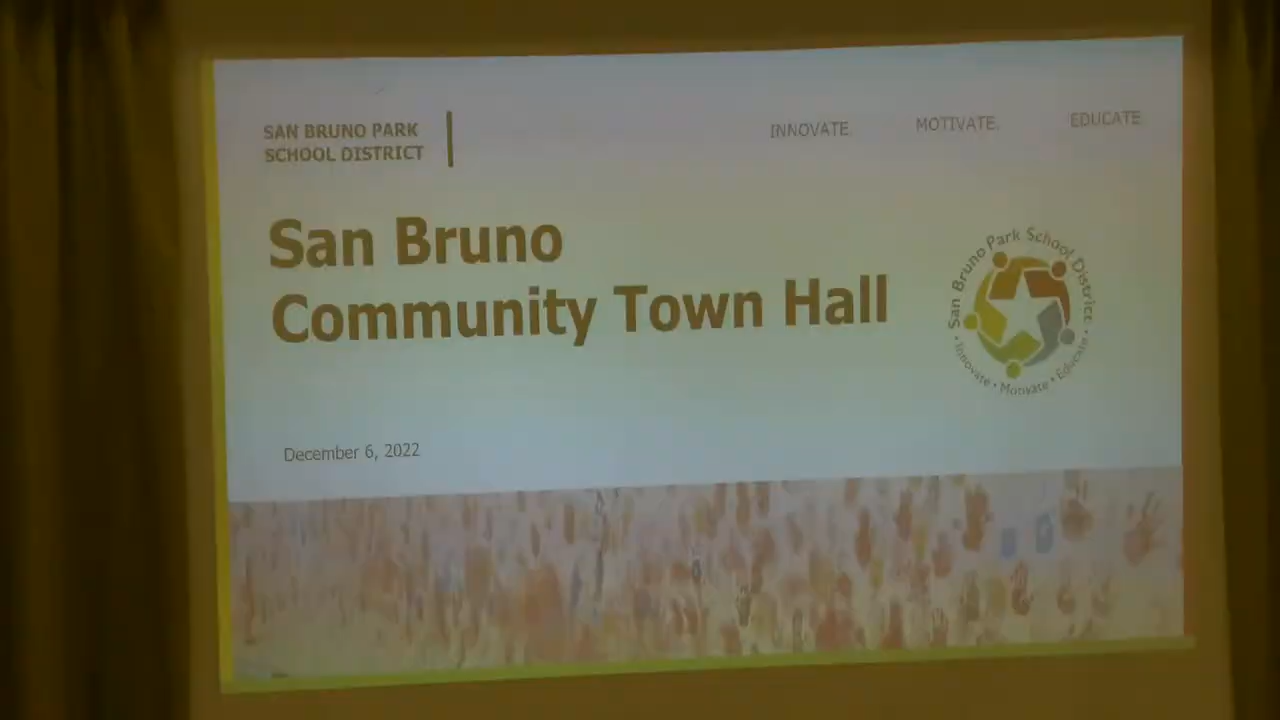 SAN BRUNO PARK
SCHOOL DISTRICT
INNOVATE.
MOTIVATE.
EDUCATE
San Bruno
Community Town Hall
San Bruno Park School District
• Innovate • Motivate • Educate •
December 6, 2022